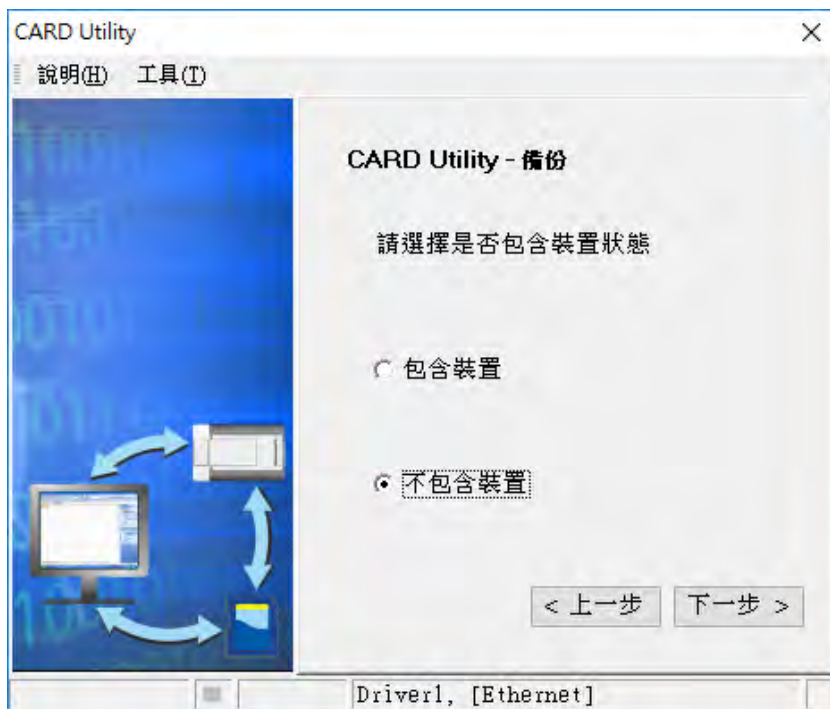 CARD Utility
說明(H) 工具(T)
CARD Utility - 備份
請選擇是否包含裝置狀態
包含裝置
不包含裝置
< 上一步 下一步 >
Driver1, [Ethernet]